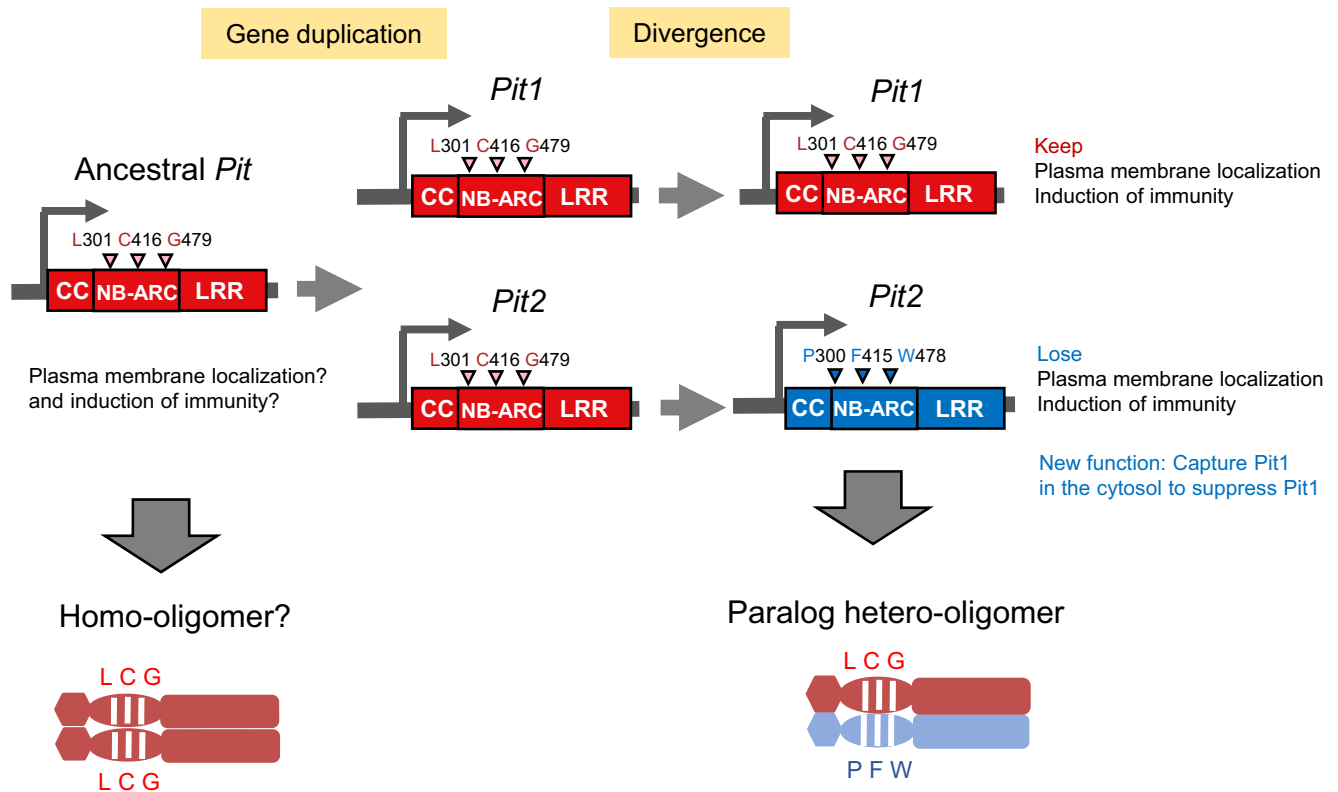 Gene duplication
Divergence
Ancestral Pit
L301 C416 G479
CC NB-ARC LRR
Plasma membrane localization?
and induction of immunity?
Pit1
L301 C416 G479
CC NB-ARC LRR
Pit2
L301 C416 G479
CC NB-ARC LRR
Pit1
L301 C416 G479
CC NB-ARC LRR
Keep
Plasma membrane localization
Induction of immunity
Pit2
P300 F415 W478
CC NB-ARC LRR
Lose
Plasma membrane localization
Induction of immunity
New function: Capture Pit1
in the cytosol to suppress Pit1
Homo-oligomer?
L C G
L C G
Paralog hetero-oligomer
L C G
P F W